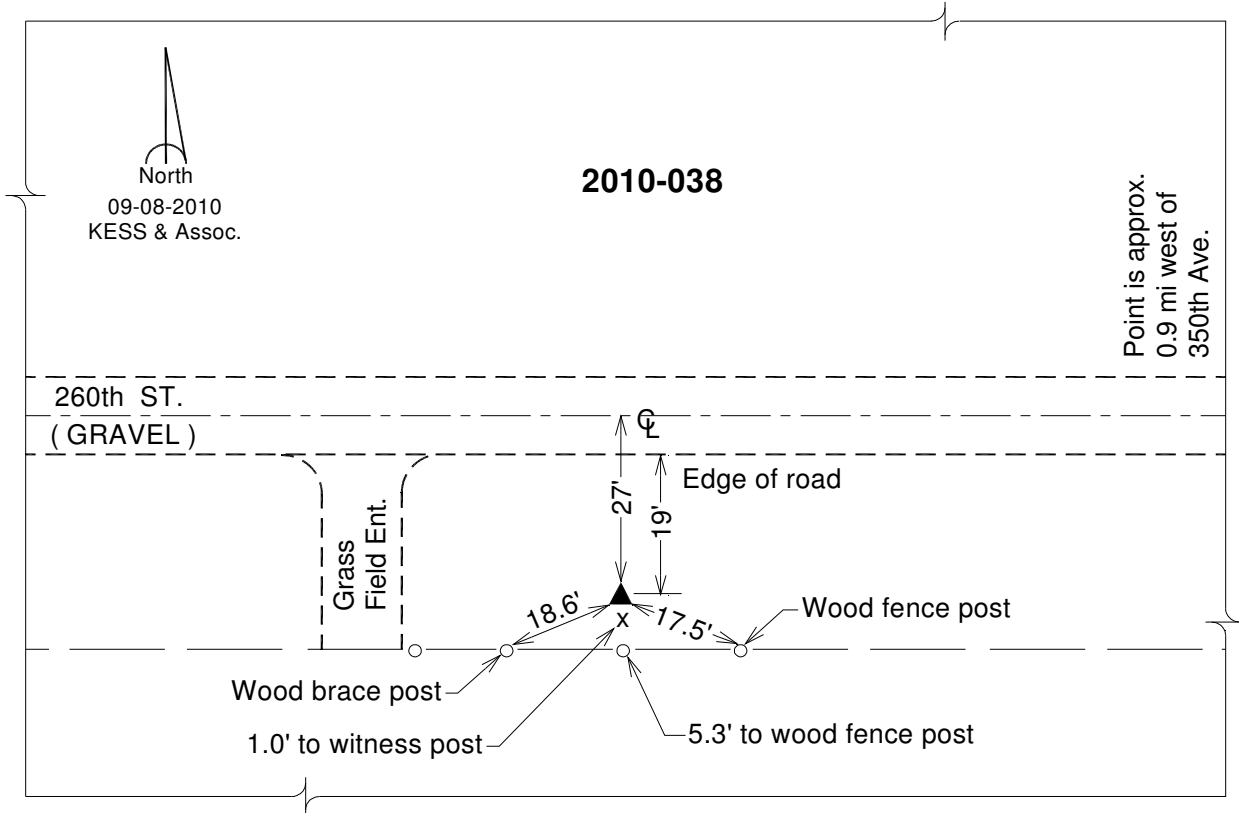 North
09-08-2010
KESS & Assoc.
2010-038
Point is approx.
0.9 mi west of
350th Ave.
260th ST.
( GRAVEL )
CL
Edge of road
27'
19'
Grass
Field Ent.
18.6'
x
17.5'
Wood fence post
Wood brace post
1.0' to witness post
5.3' to wood fence post